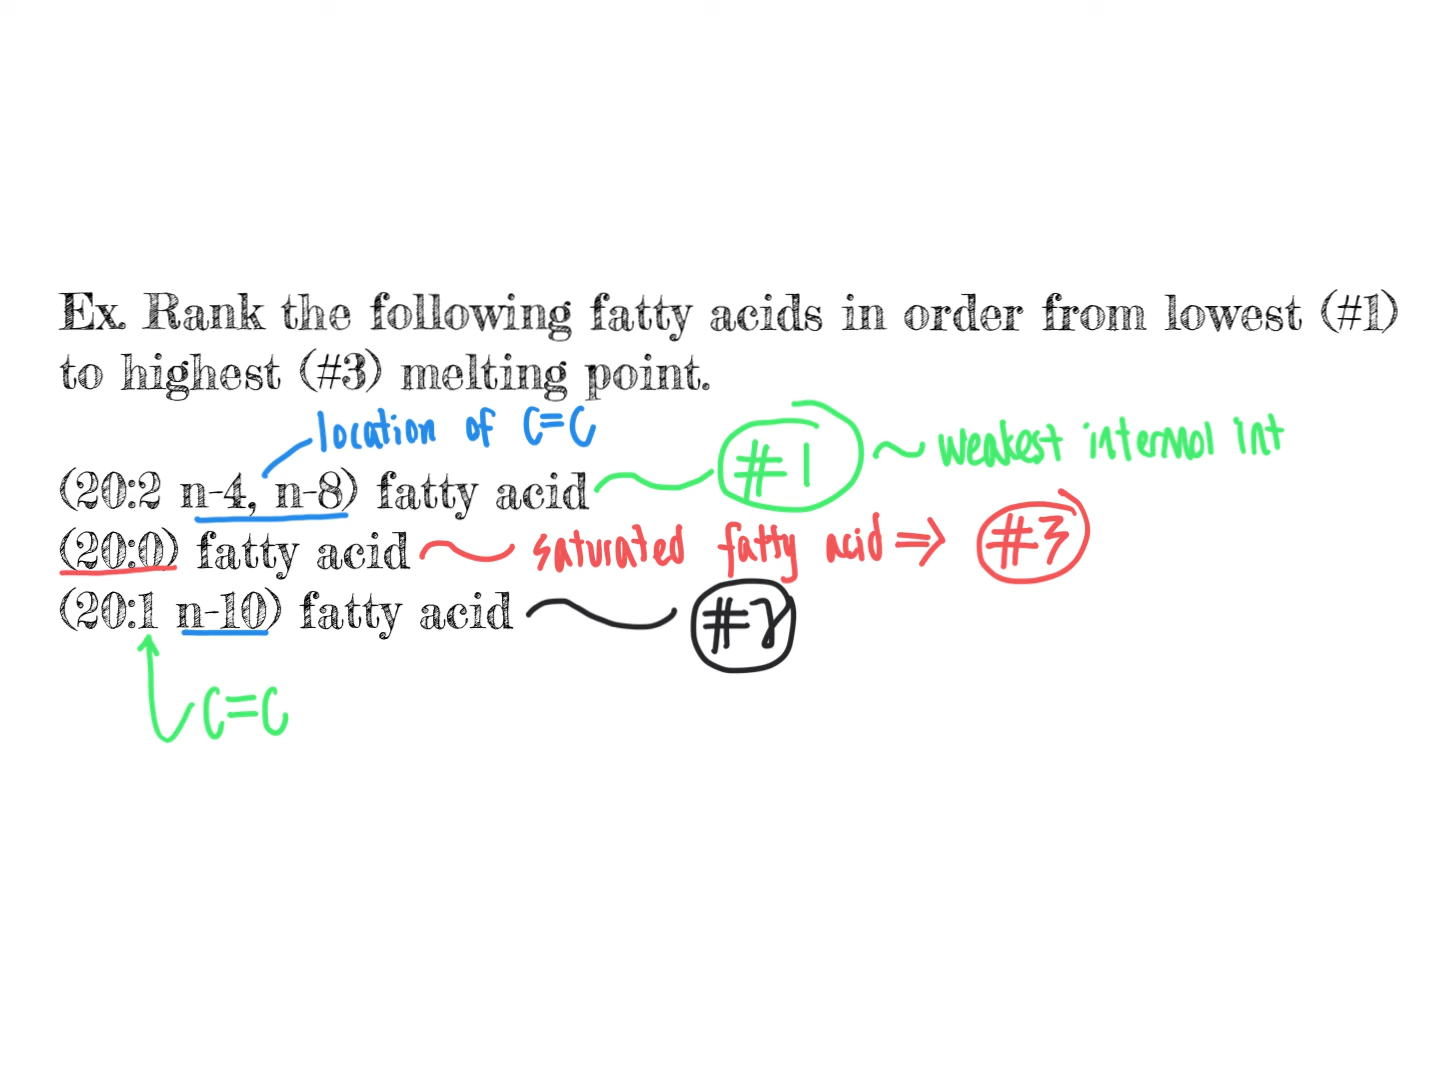 Ex. Rank the following fatty acids in order from lowest (#1)
to highest (#3) melting point.
location of C=C
(20:2 n-4, n-8) fatty acid #1 weakest intermol int
(20:0) fatty acid saturated fatty acid ⇒ #3
(20:1 n-10) fatty acid #2
C=C